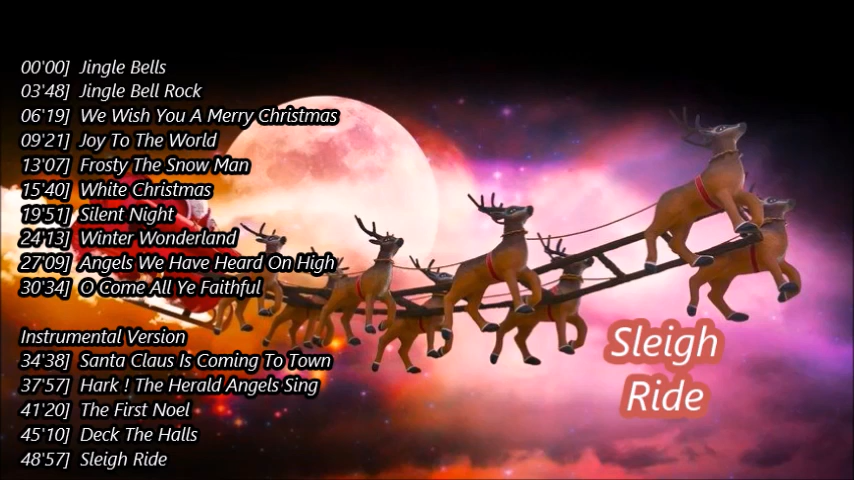 00'00] Jingle Bells
03'48] Jingle Bell Rock
06'19] We Wish You A Merry Christmas
09'21] Joy To The World
13'07] Frosty The Snow Man
15'40] White Christmas
19'51] Silent Night
24'13] Winter Wonderland
27'09] Angels We Have Heard On High
30'34] O Come All Ye Faithful
Instrumental Version
34'38] Santa Claus Is Coming To Town
37'57] Hark ! The Herald Angels Sing
41'20] The First Noel
45'10] Deck The Halls
48'57] Sleigh Ride
Sleigh
Ride